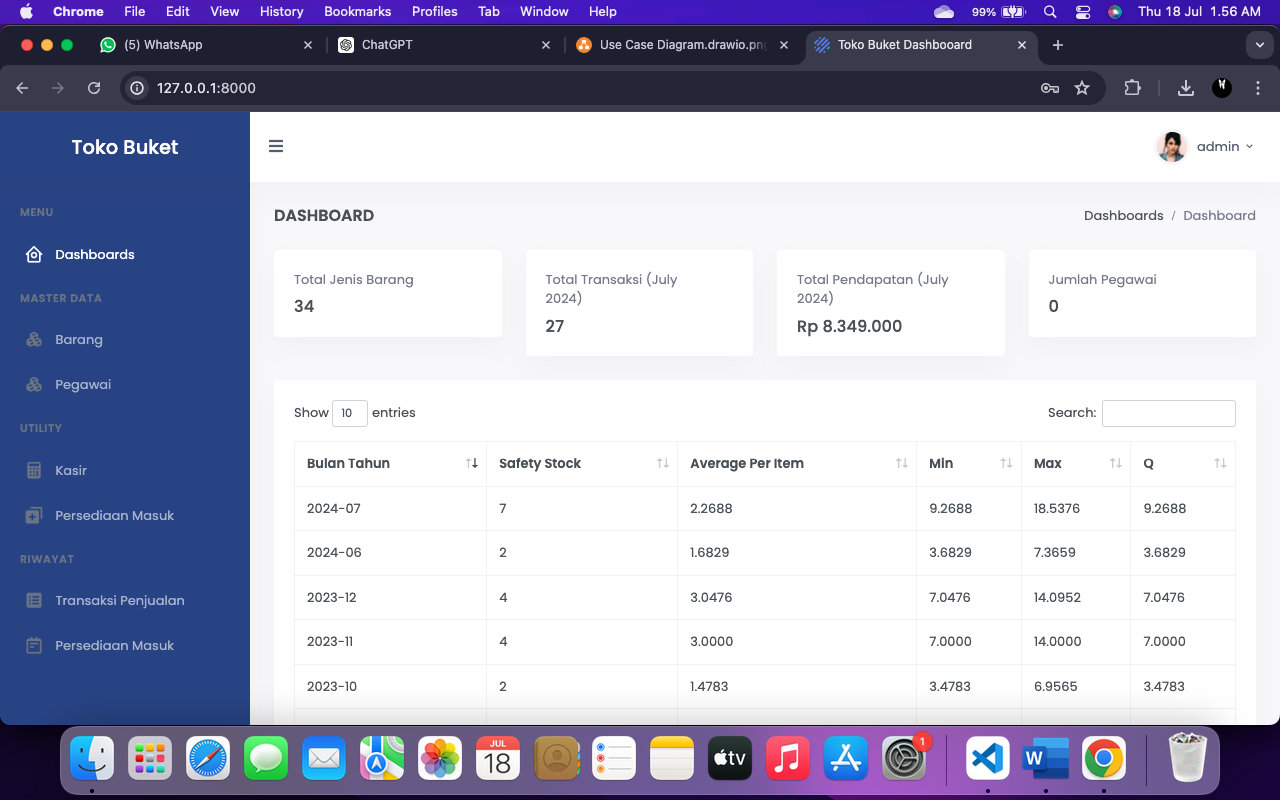 Chrome File Edit View History Bookmarks Profiles Tab Window Help 99% Thu 18 Jul 1.56 AM
(5) WhatsApp ChatGPT Use Case Diagram.drawio.pn Toko Buket Dashbooard
127.0.0.1:8000
Toko Buket
admin
MENU
Dashboards
MASTER DATA
Barang
Pegawai
UTILITY
Kasir
Persediaan Masuk
RIWAYAT
Transaksi Penjualan
Persediaan Masuk
DASHBOARD
Dashboards / Dashboard
Total Jenis Barang
34
Total Transaksi (July
2024)
27
Total Pendapatan (July
2024)
Rp 8.349.000
Jumlah Pegawai
0
Show 10 entries Search:
Bulan Tahun Safety Stock Average Per Item Min Max Q
2024-07 7 2.2688 9.2688 18.5376 9.2688
2024-06 2 1.6829 3.6829 7.3659 3.6829
2023-12 4 3.0476 7.0476 14.0952 7.0476
2023-11 4 3.0000 7.0000 14.0000 7.0000
2023-10 2 1.4783 3.4783 6.9565 3.4783
JUL
18
tv
1
W